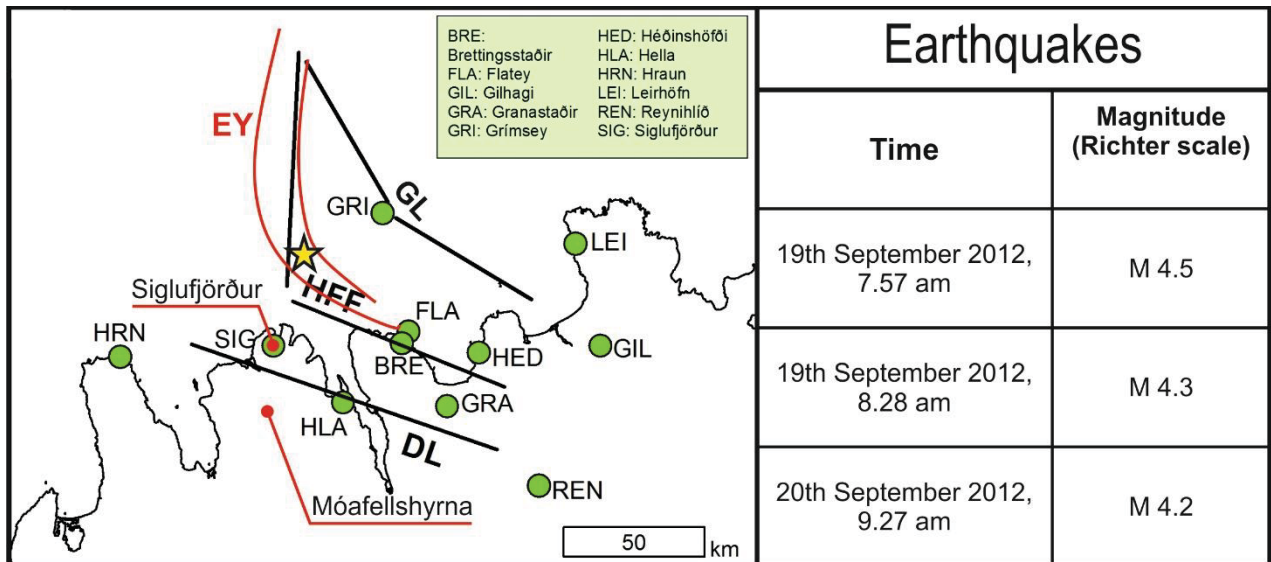 BRE:
Brettingsstaðir
FLA: Flatey
GIL: Gilhagi
GRA: Granastaðir
GRI: Grímsey
HED: Héðinshöfði
HLA: Hella
HRN: Hraun
LEI: Leirhöfn
REN: Reynihlíð
SIG: Siglufjörður
EY
GRI
GL
LEI
HFF
Siglufjörður
HRN
SIG
FLA
BRE
HED
GIL
HLA
GRA
DL
REN
Móafellshyrna
50
km
Earthquakes
Time
Magnitude
(Richter scale)
19th September 2012,
7.57 am
M 4.5
19th September 2012,
8.28 am
M 4.3
20th September 2012,
9.27 am
M 4.2